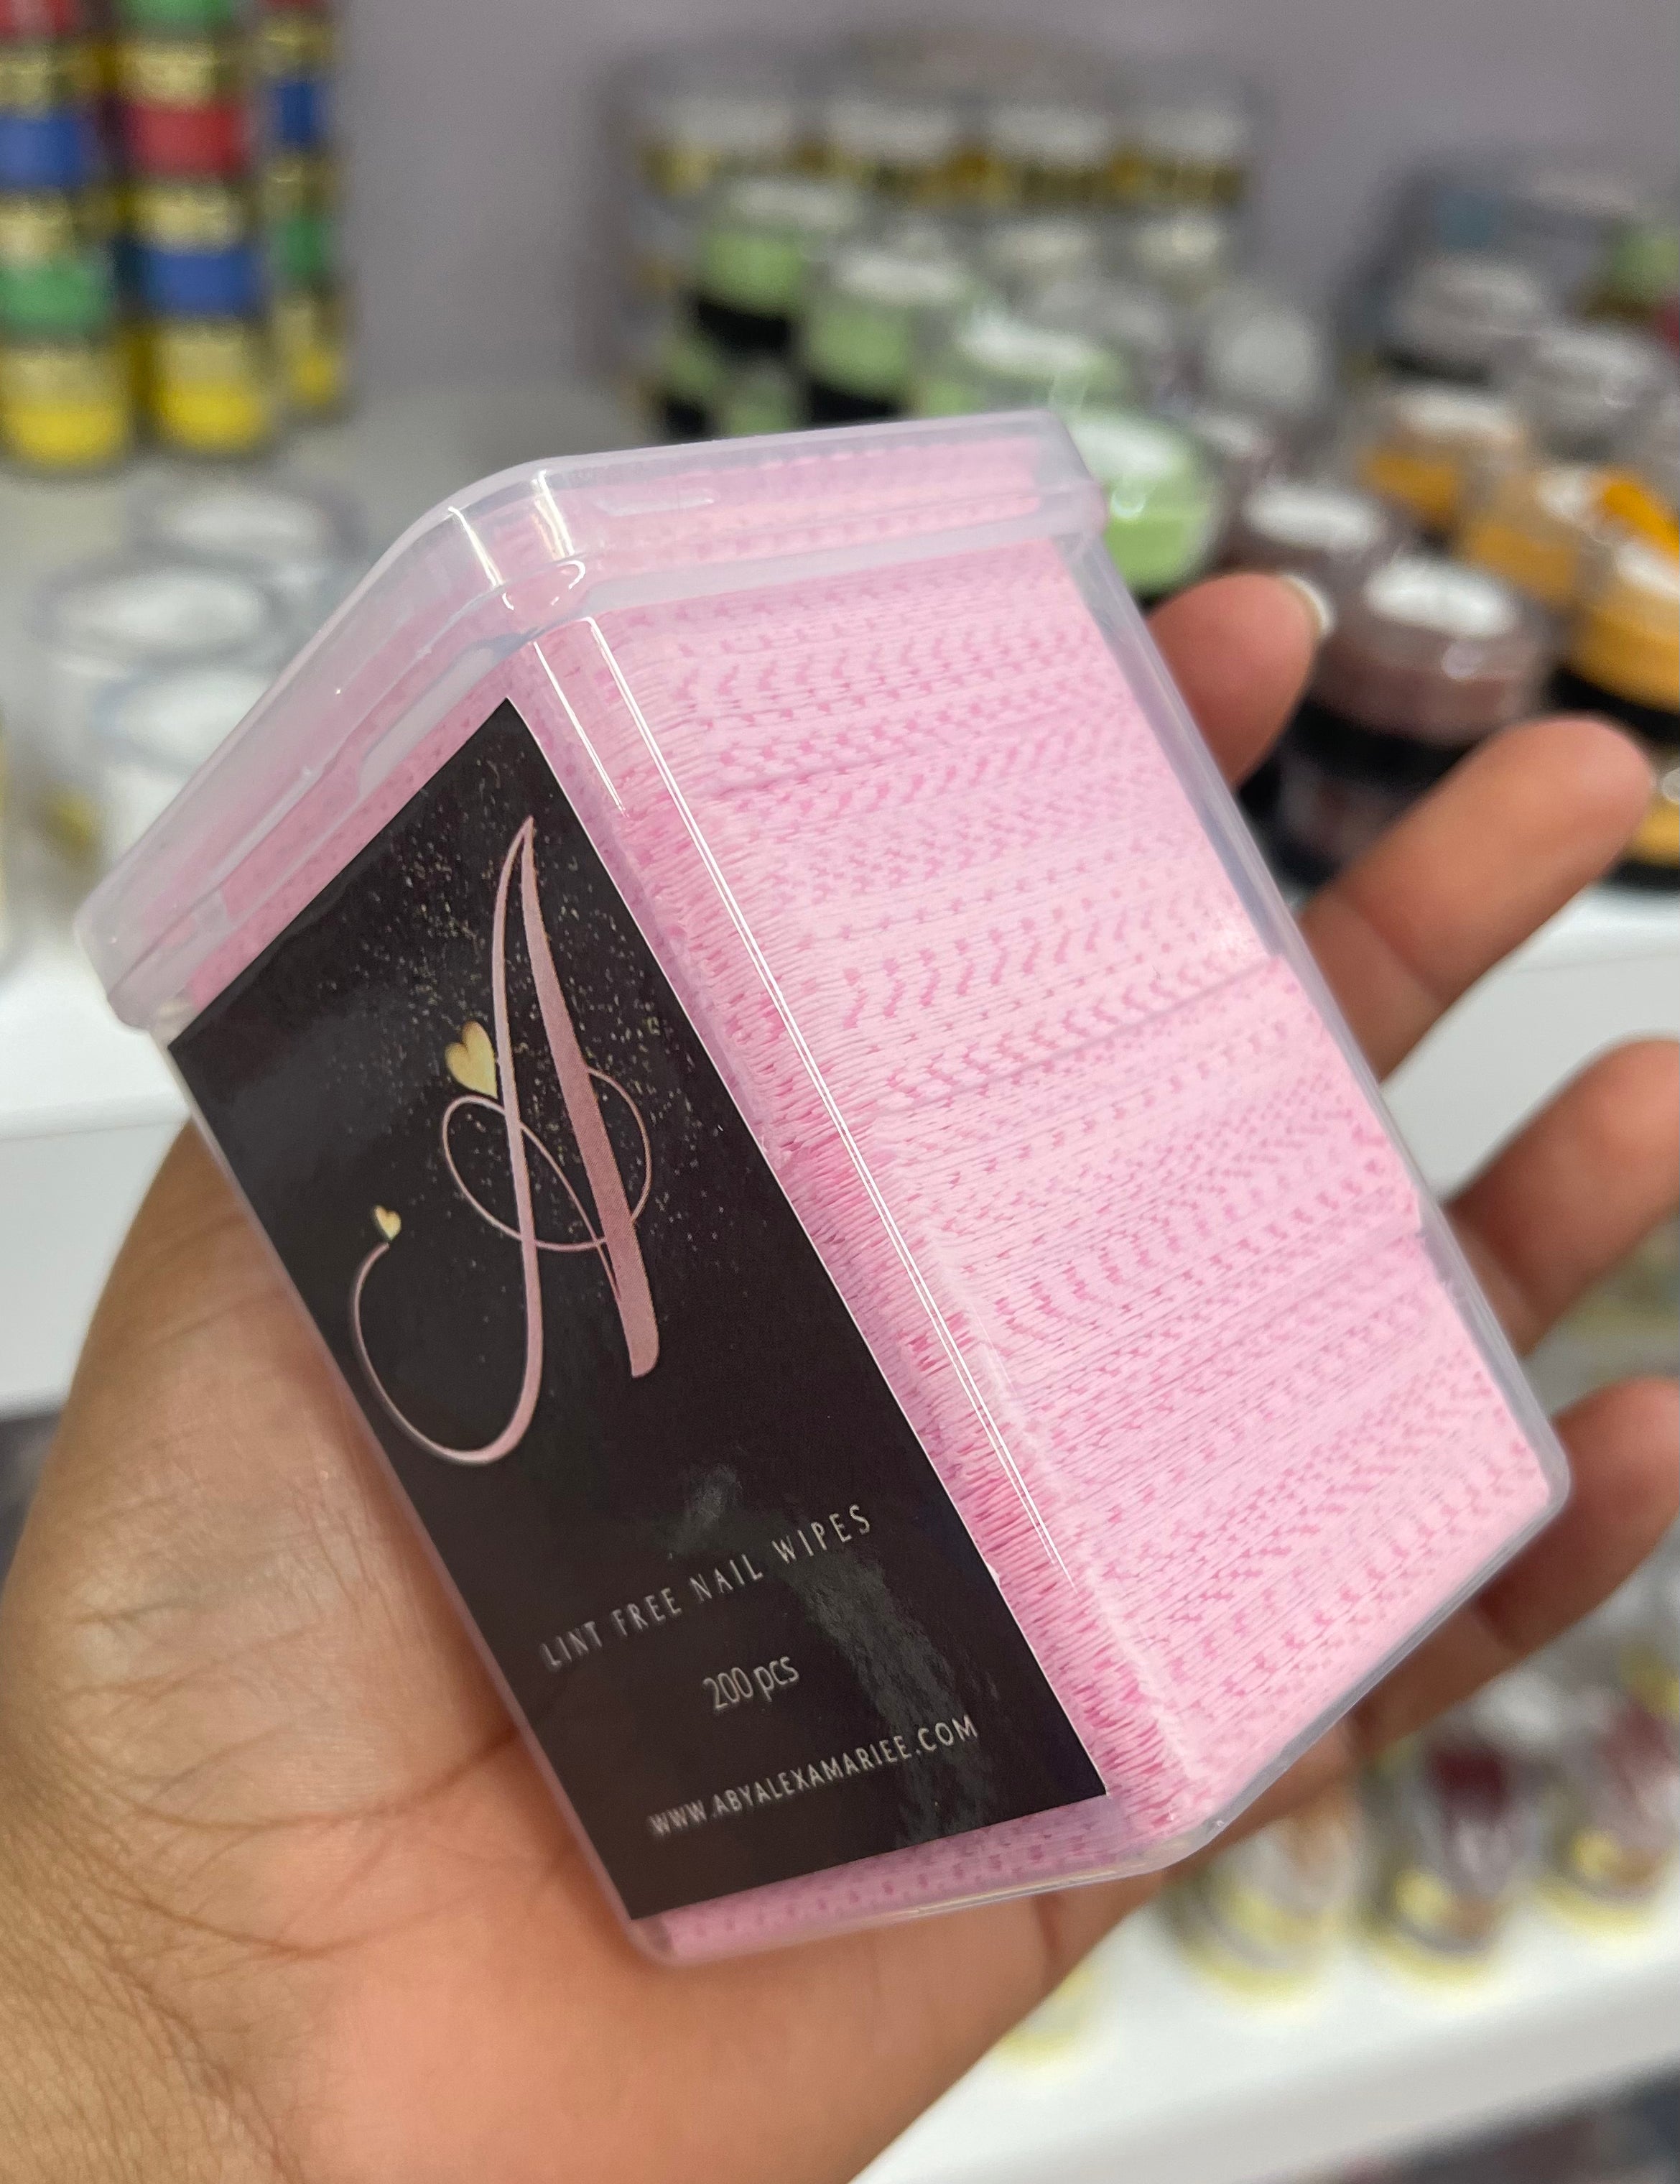 A
LINT FREE NAIL WIPES
200 pcs
WWW.ABYALEXAMARIEE.COM